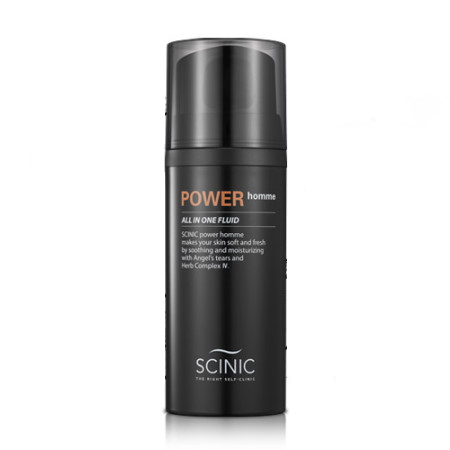 POWER homme
ALL IN ONE FLUID
SCINIC power homme
makes your skin soft and fresh
by soothing and moisturizing
with Angel's tears and
Herb Complex Ⅳ.
SCINIC
THE RIGHT SELF-CLINIC